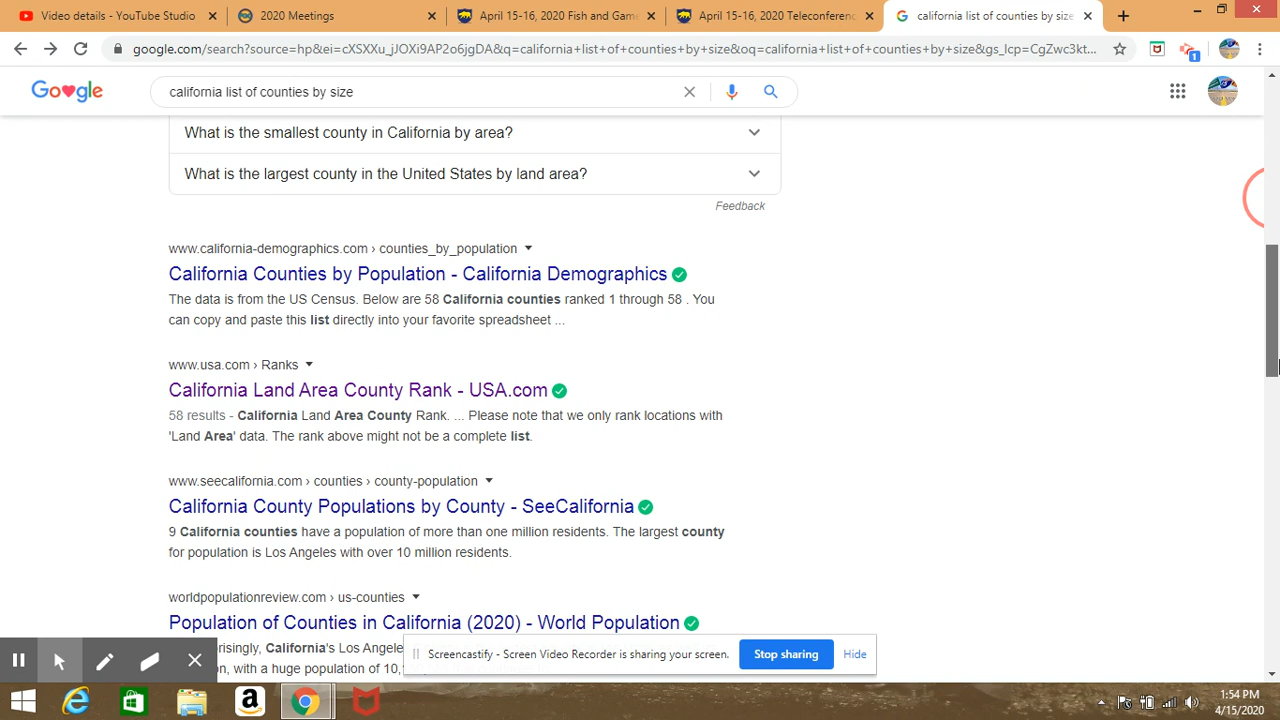 Video details - YouTube Studio
2020 Meetings
April 15-16, 2020 Fish and Game
April 15-16, 2020 Teleconferenc
california list of counties by size
google.com/search?source=hp&ei=cXSXXu_jJOXi9AP2o6jgDA&q=california+list+of+counties+by+size&oq=california+list+of+counties+by+size&gs_lcp=CgZwc3kt...
1
Google
california list of counties by size
What is the smallest county in California by area?
What is the largest county in the United States by land area?
Feedback
www.california-demographics.com › counties_by_population
California Counties by Population - California Demographics
The data is from the US Census. Below are 58 California counties ranked 1 through 58 . You
can copy and paste this list directly into your favorite spreadsheet ...
www.usa.com › Ranks
California Land Area County Rank - USA.com
58 results - California Land Area County Rank. ... Please note that we only rank locations with
'Land Area' data. The rank above might not be a complete list.
www.seecalifornia.com › counties › county-population
California County Populations by County - SeeCalifornia
9 California counties have a population of more than one million residents. The largest county
for population is Los Angeles with over 10 million residents.
worldpopulationreview.com › us-counties
Population of Counties in California (2020) - World Population
risingly, California's Los Angele
on, with a huge population of 10,
Screencastify - Screen Video Recorder is sharing your screen.
Stop sharing
Hide
1:54 PM
4/15/2020